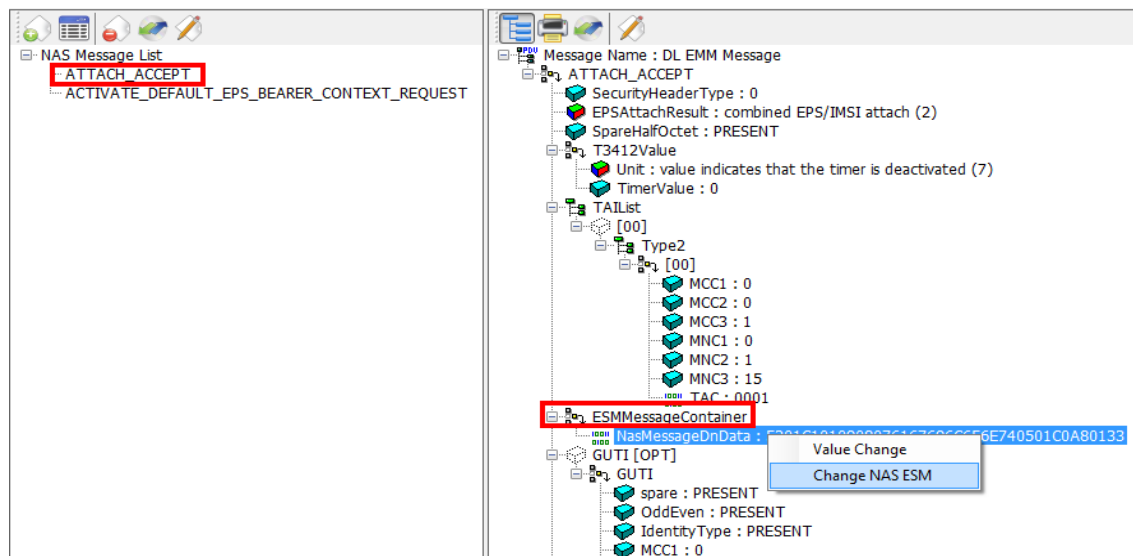 NAS Message List
ATTACH_ACCEPT
ACTIVATE_DEFAULT_EPS_BEARER_CONTEXT_REQUEST
Message Name : DL EMM Message
ATTACH_ACCEPT
SecurityHeaderType : 0
EPSAttachResult : combined EPS/IMSI attach (2)
SpareHalfOctet : PRESENT
T3412Value
Unit : value indicates that the timer is deactivated (7)
TimerValue : 0
TAIList
[00]
Type2
[00]
MCC1 : 0
MCC2 : 0
MCC3 : 1
MNC1 : 0
MNC2 : 1
MNC3 : 15
TAC : 0001
ESMMessageContainer
NasMessageDnData :
Value Change
Change NAS ESM
GUTI [OPT]
GUTI
spare : PRESENT
OddEven : PRESENT
IdentityType : PRESENT
MCC1 : 0